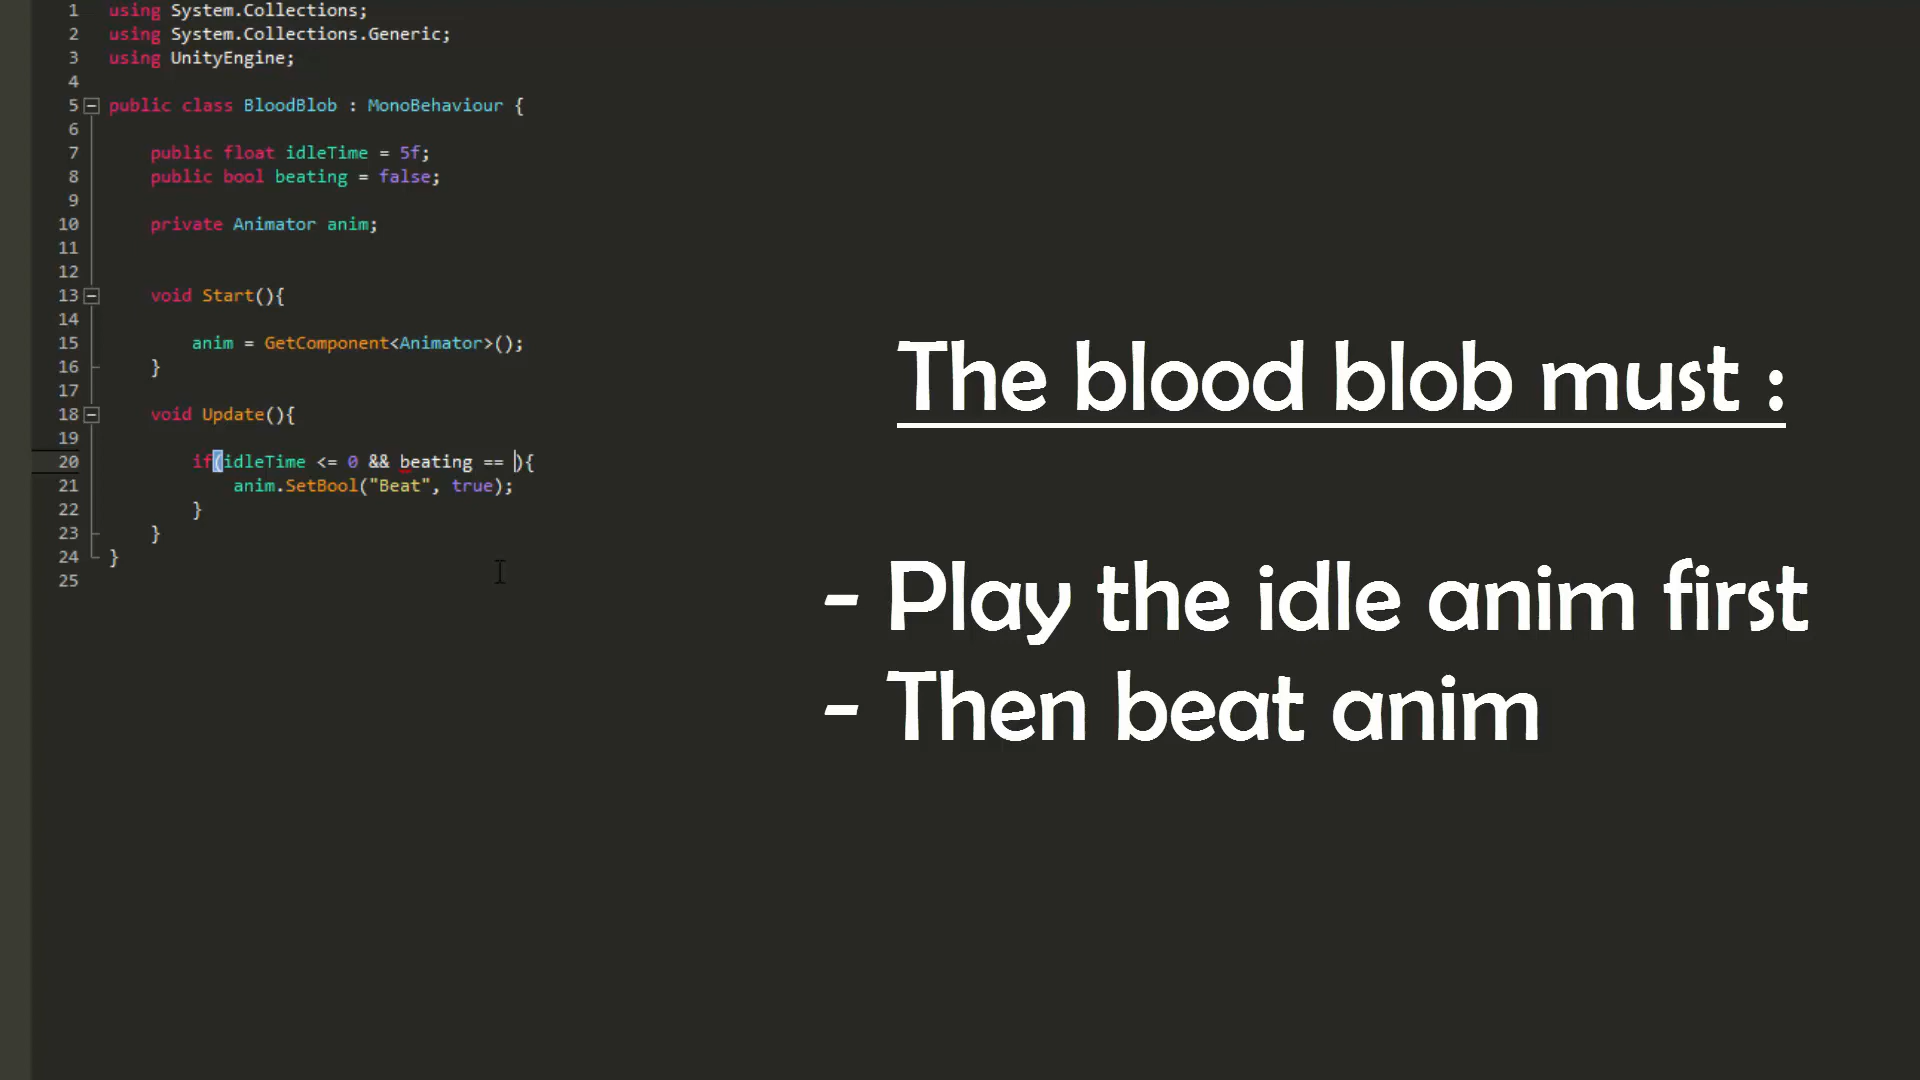 1 using System.Collections;
2 using System.Collections.Generic;
3 using UnityEngine;
4
5 public class BloodBlob : MonoBehaviour {
6
7 public float idleTime = 5f;
8 public bool beating = false;
9
10 private Animator anim;
11
12
13 void Start(){
14
15 anim = GetComponent<Animator>();
16 }
17
18 void Update(){
19
20 if(idleTime <= 0 && beating == ){
21 anim.SetBool("Beat", true);
22 }
23 }
24 }
25
The blood blob must :
- Play the idle anim first
- Then beat anim